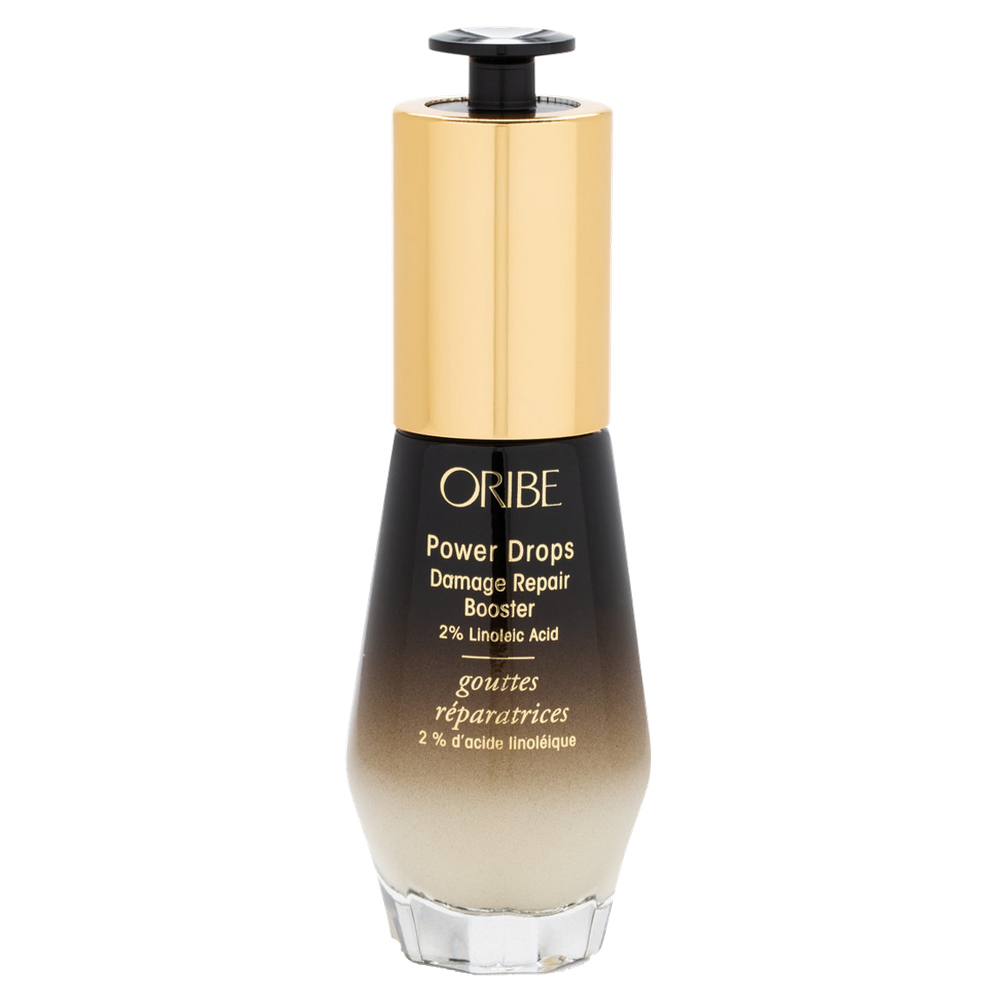 ORIBE
Power Drops
Damage Repair
Booster
2% Linoleic Acid
gouttes
réparatrices
2 % d'acide linoléique